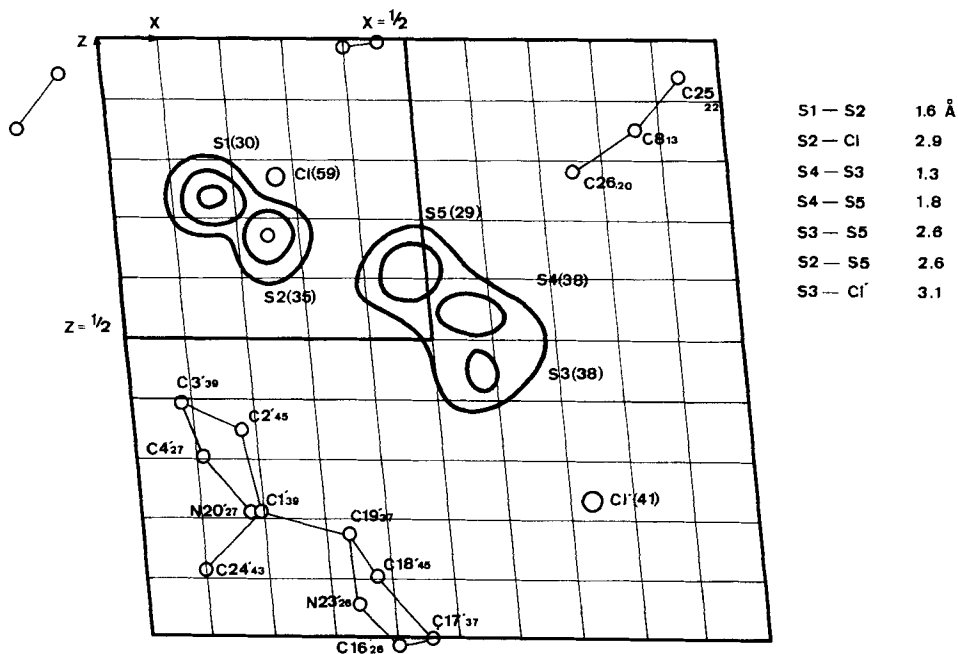 Z
X
X = 1/2
S1(30)
Cl(59)
S2(35)
S5(29)
S4(38)
S3(38)
Z = 1/2
C25 22
C8 13
C26 20
C3' 39
C2' 45
C4' 27
N20' 27
C1' 39
C24' 43
C19' 37
C18' 45
N23' 26
C16' 28
C17' 37
Cl'(41)
S1 — S2 1.6 Å
S2 — Cl 2.9
S4 — S3 1.3
S4 — S5 1.8
S3 — S5 2.6
S2 — S5 2.6
S3 — Cl' 3.1